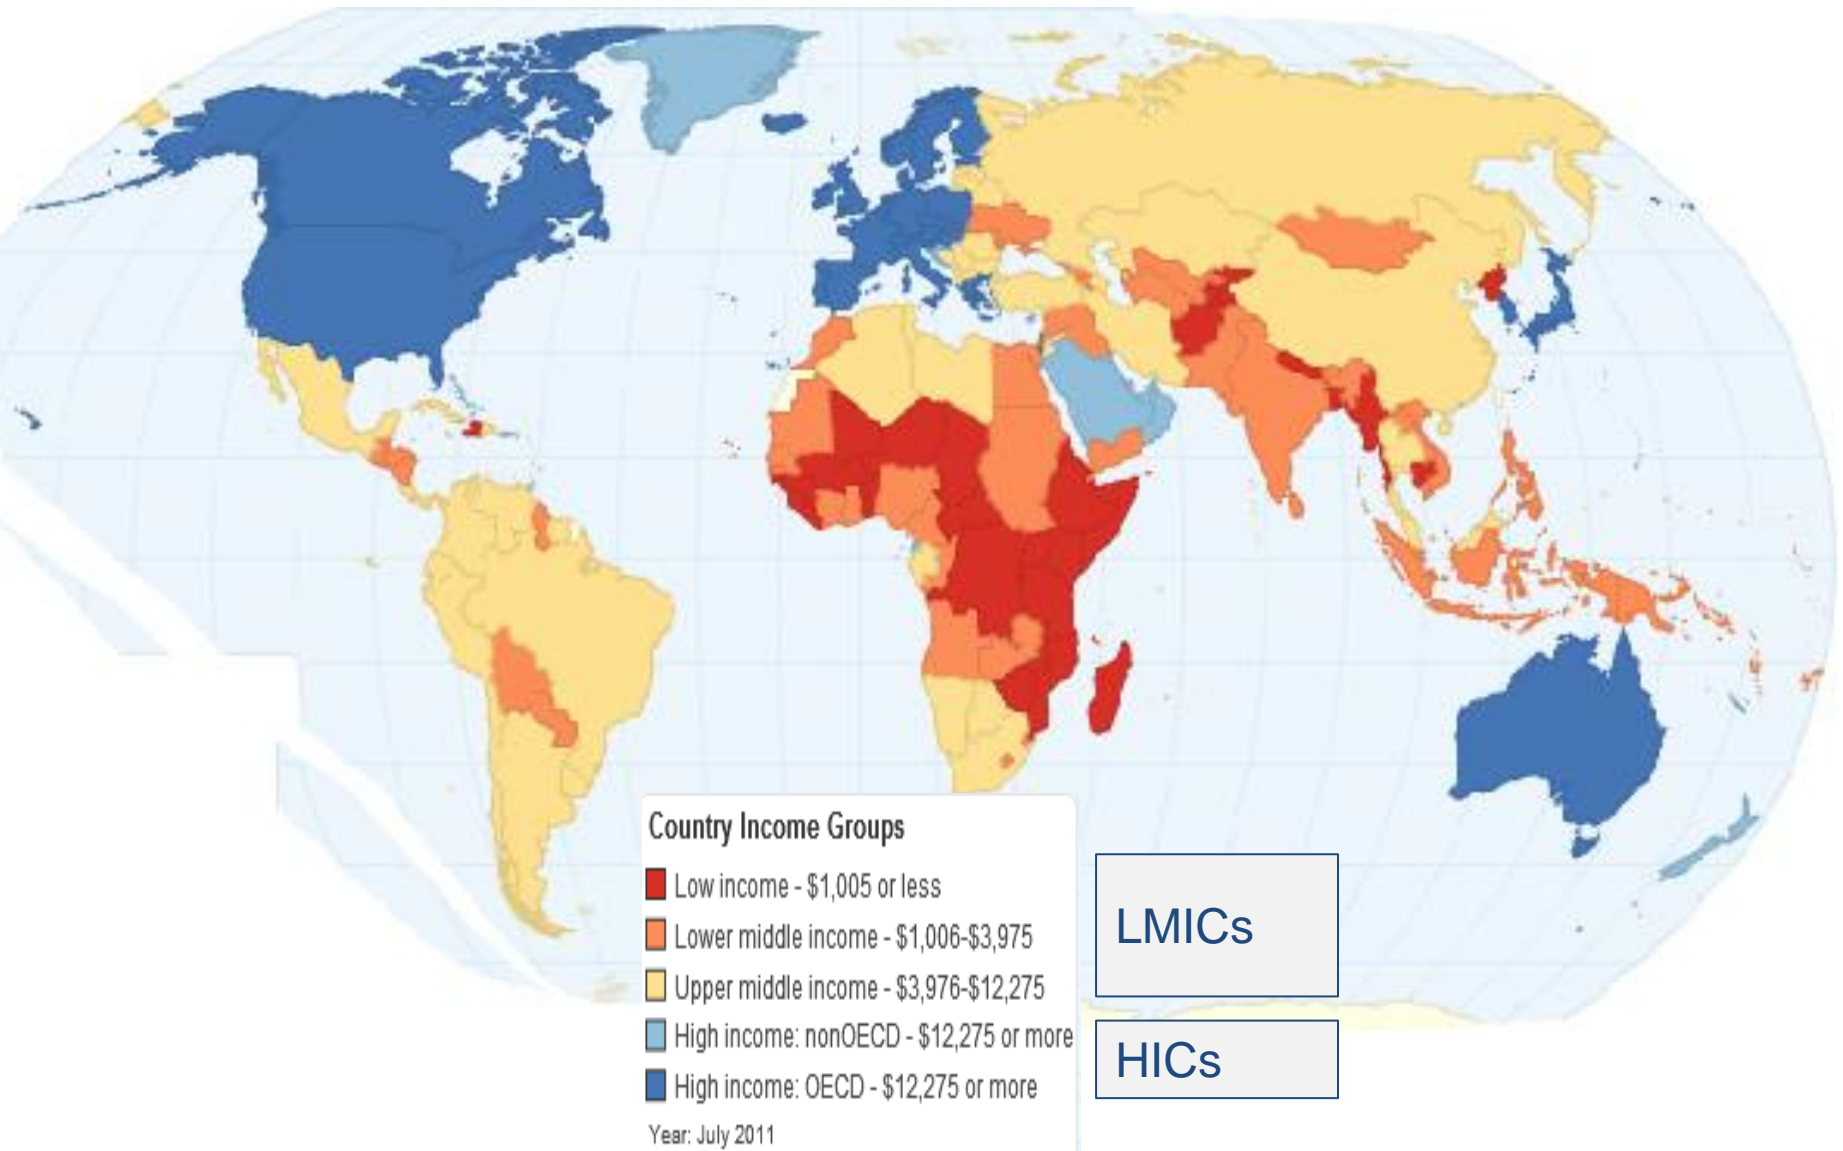 Country Income Groups
Low income - $1,005 or less
Lower middle income - $1,006-$3,975
Upper middle income - $3,976-$12,275
High income: nonOECD - $12,275 or more
High income: OECD - $12,275 or more
Year: July 2011
LMICs
HICs